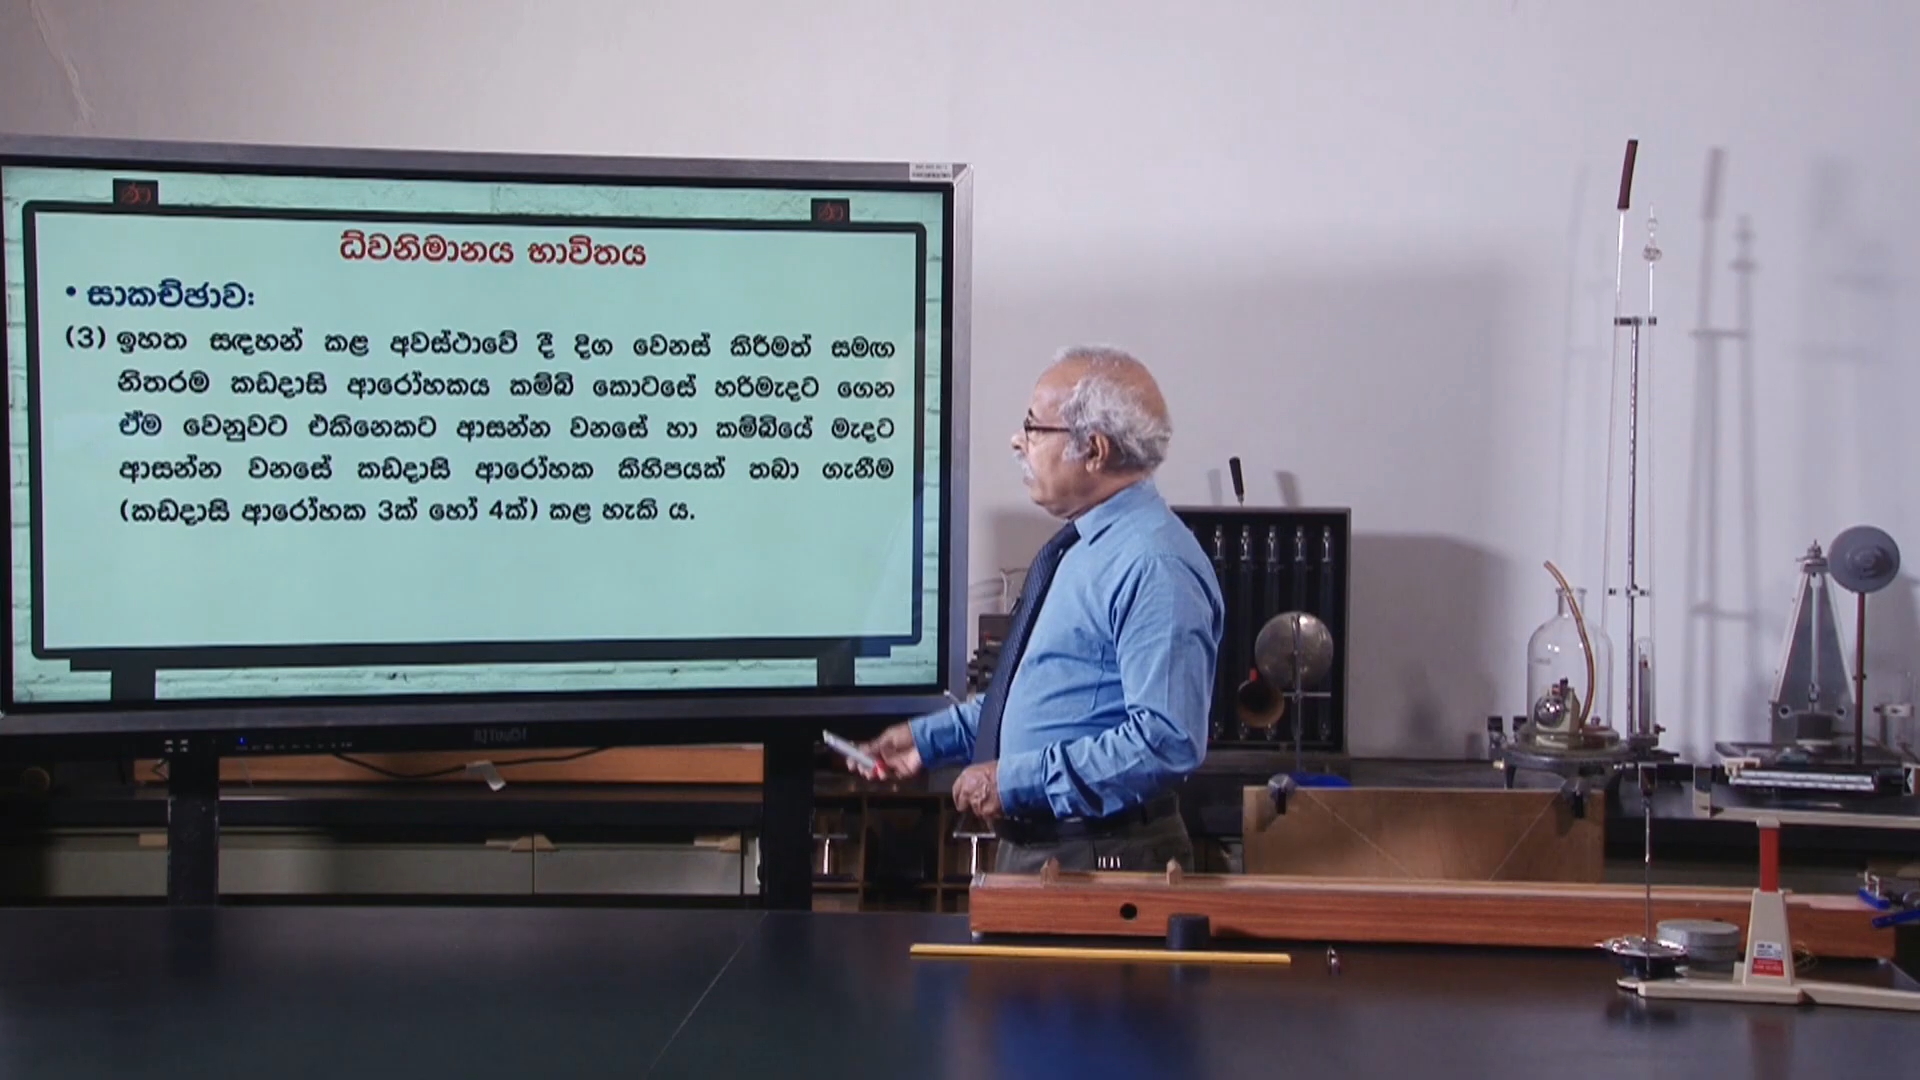 ධ්වනිමානය භාවිතය
• සාකච්ඡාව:
(3) ඉහත සඳහන් කළ අවස්ථාවේ දී දිග වෙනස් කිරීමත් සමඟ
නිතරම කඩදාසි ආරෝහකය කම්බි කොටසේ හරිමැදට ගෙන
ඒම වෙනුවට එකිනෙකට ආසන්න වනසේ හා කම්බියේ මැදට
ආසන්න වනසේ කඩදාසි ආරෝහක කිහිපයක් තබා ගැනීම
(කඩදාසි ආරෝහක 3ක් හෝ 4ක්) කළ හැකි ය.